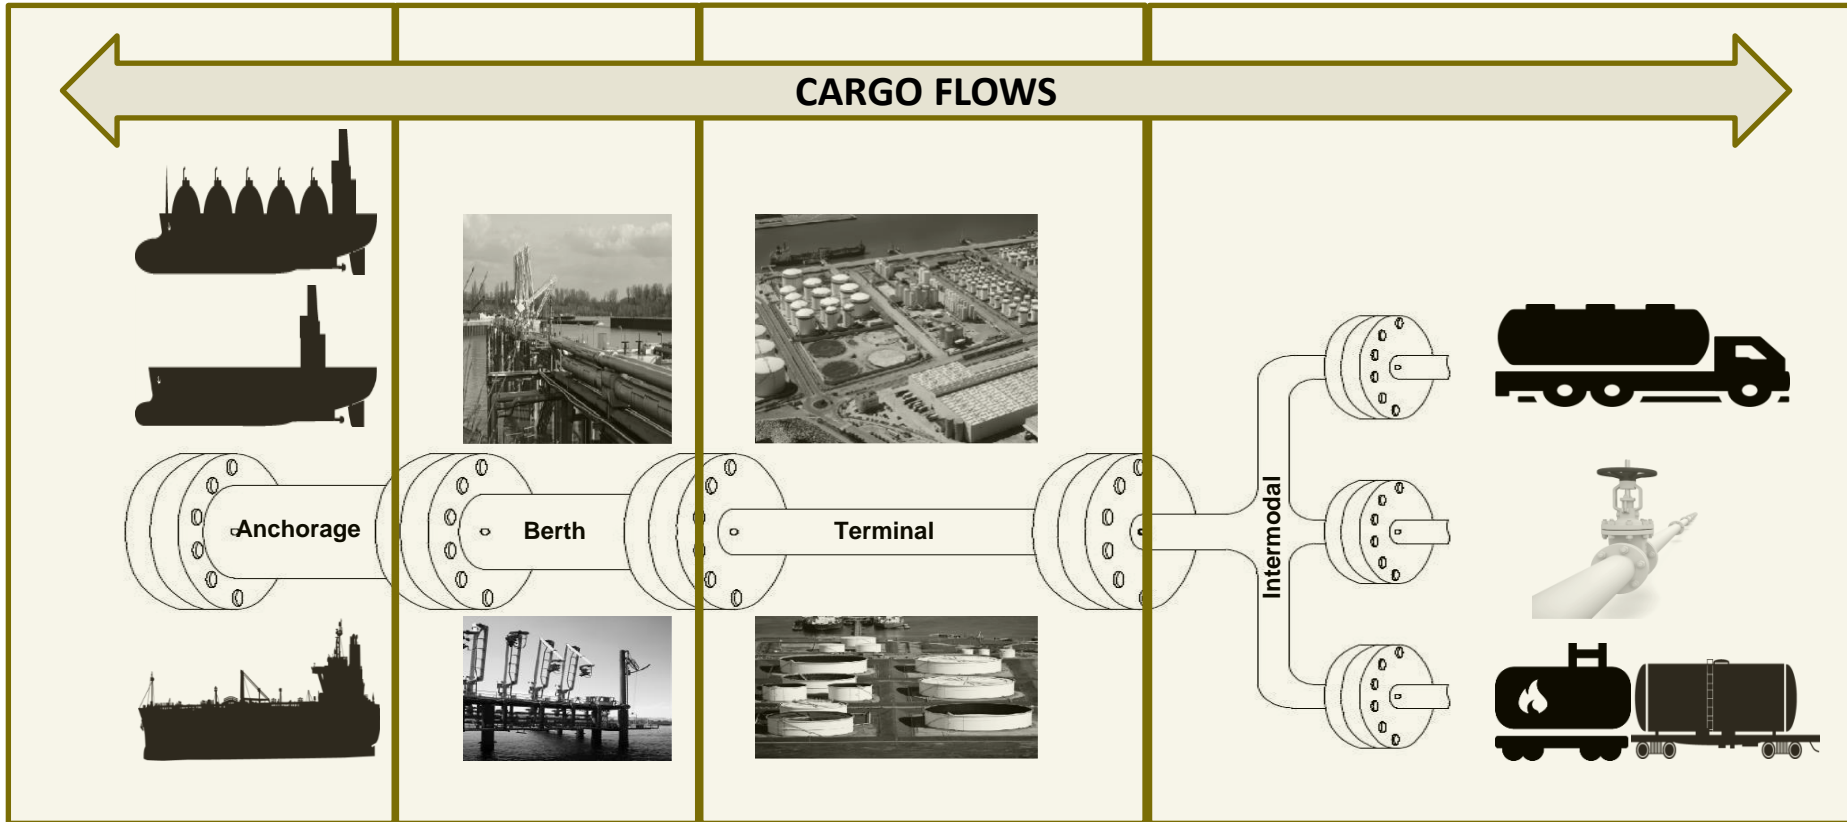 CARGO FLOWS
Anchorage
Berth
Terminal
Intermodal